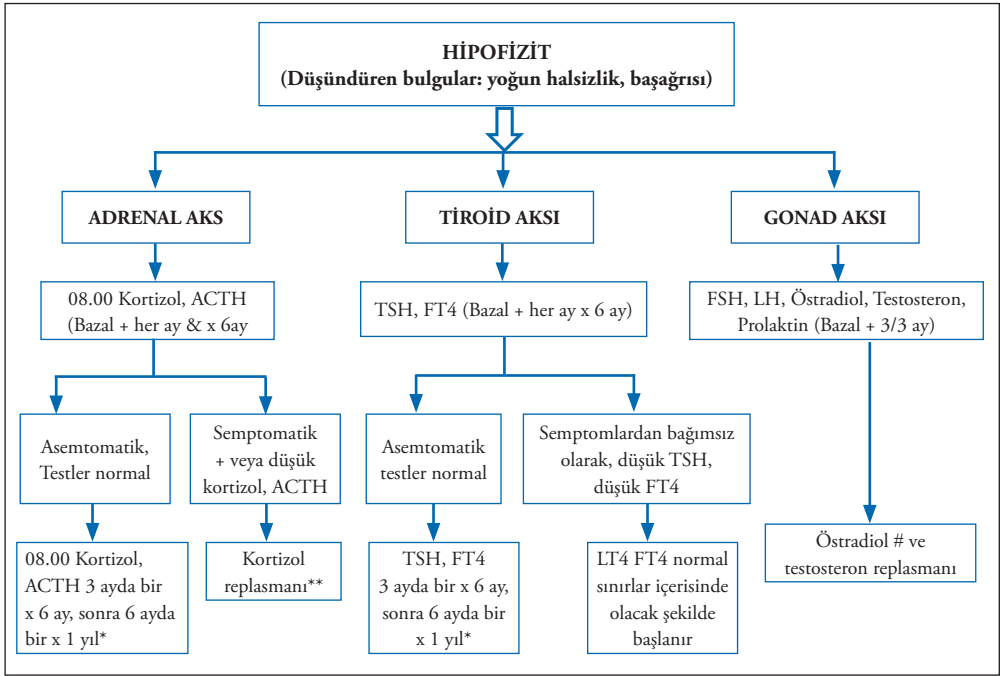 HİPOFİZİT
(Düşündüren bulgular: yoğun halsizlik, başağrısı)
ADRENAL AKS
TİROİD AKSI
GONAD AKSI
08.00 Kortizol, ACTH
(Bazal + her ay & x 6ay
TSH, FT4 (Bazal + her ay x 6 ay)
FSH, LH, Östradiol, Testosteron,
Prolaktin (Bazal + 3/3 ay)
Asemtomatik,
Testler normal
Semptomatik
+ veya düşük
kortizol, ACTH
Asemtomatik
testler normal
Semptomlardan bağımsız
olarak, düşük TSH,
düşük FT4
08.00 Kortizol,
ACTH 3 ayda bir
x 6 ay, sonra 6 ayda
bir x 1 yıl*
Kortizol
replasmanı**
TSH, FT4
3 ayda bir x 6 ay,
sonra 6 ayda bir
x 1 yıl*
LT4 FT4 normal
sınırlar içerisinde
olacak şekilde
başlanır
Östradiol # ve
testosteron replasmanı